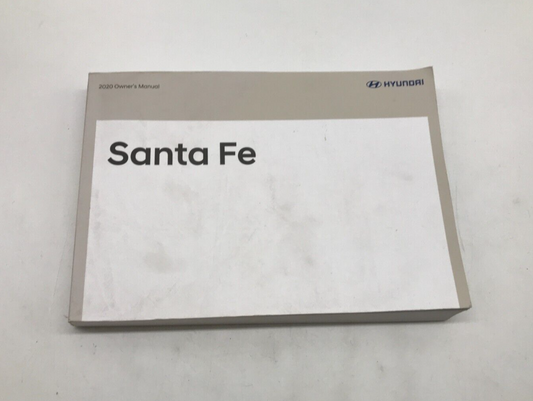 2020 Owner's Manual
HYUNDAI
Santa Fe